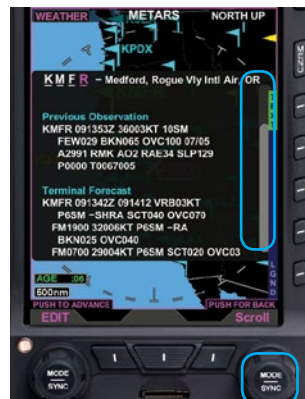 WEATHER METARS NORTH UP
KPDX
KMFR - Medford, Rogue Vly Intl Air, OR
Previous Observation
KMFR 091353Z 36003KT 10SM
FEW029 BKN065 OVC100 07/05
A2991 RMK AO2 RAE34 SLP129
P0000 T0067005
Terminal Forecast
KMFR 091342Z 091412 VRB03KT
P6SM -SHRA SCT040 OVC070
FM1900 32006KT P6SM -RA
BKN025 OVC040
FM0700 29004KT P6SM SCT020 OVC03
LGND
AGE :06
600nm
PUSH TO ADVANCE PUSH FOR BACK
EDIT Scroll
MODE
SYNC
MODE
SYNC